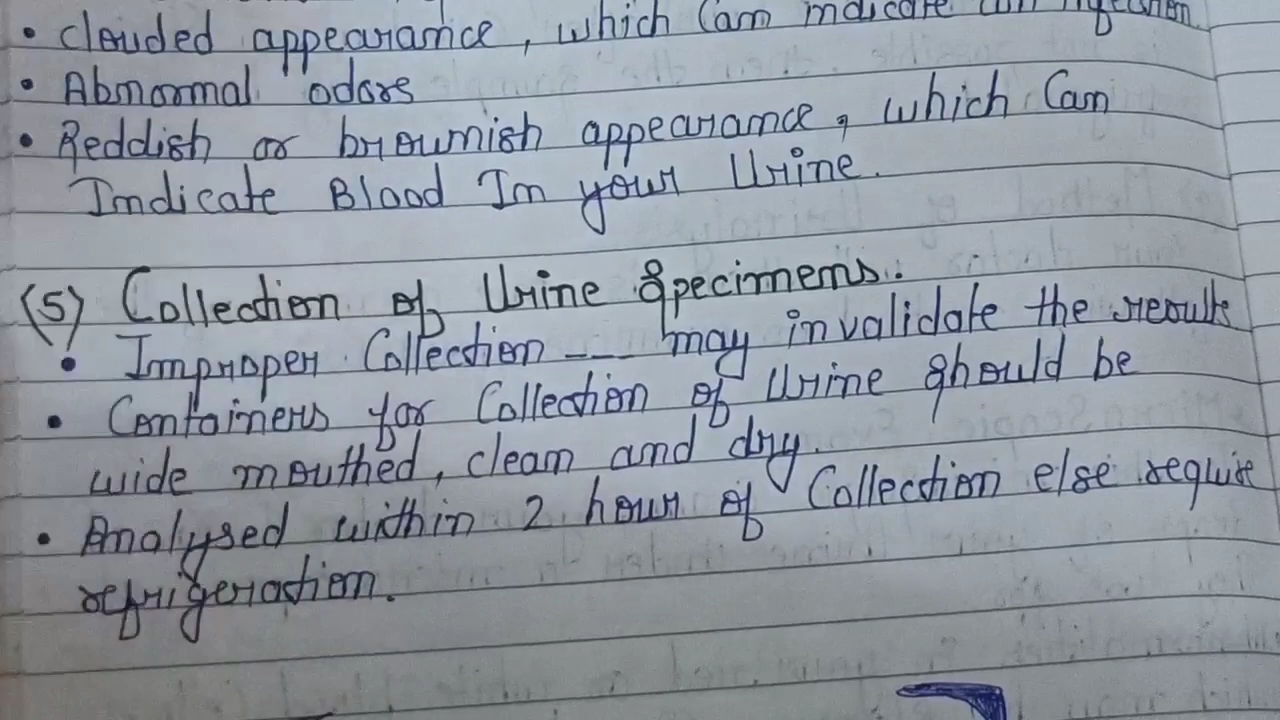 • Clouded appearance, which Can indicate an infection
• Abnormal odors
• Reddish or brownish appearance, which Can
Indicate Blood In your Urine.
(5) Collection of Urine Specimens.
• Improper Collection --- may invalidate the results
• Containers for Collection of Urine should be
wide mouthed, clean and dry.
• Analysed within 2 hour of Collection else require
refrigeration.